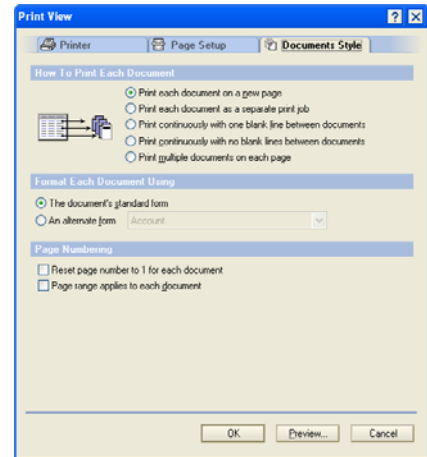 Print View
Printer Page Setup Documents Style
How To Print Each Document
Print each document on a new page
Print each document as a separate print job
Print continuously with one blank line between documents
Print continuously with no blank lines between documents
Print multiple documents on each page
Format Each Document Using
The document's standard form
An alternate form Account
Page Numbering
Reset page number to 1 for each document
Page range applies to each document
OK Preview... Cancel